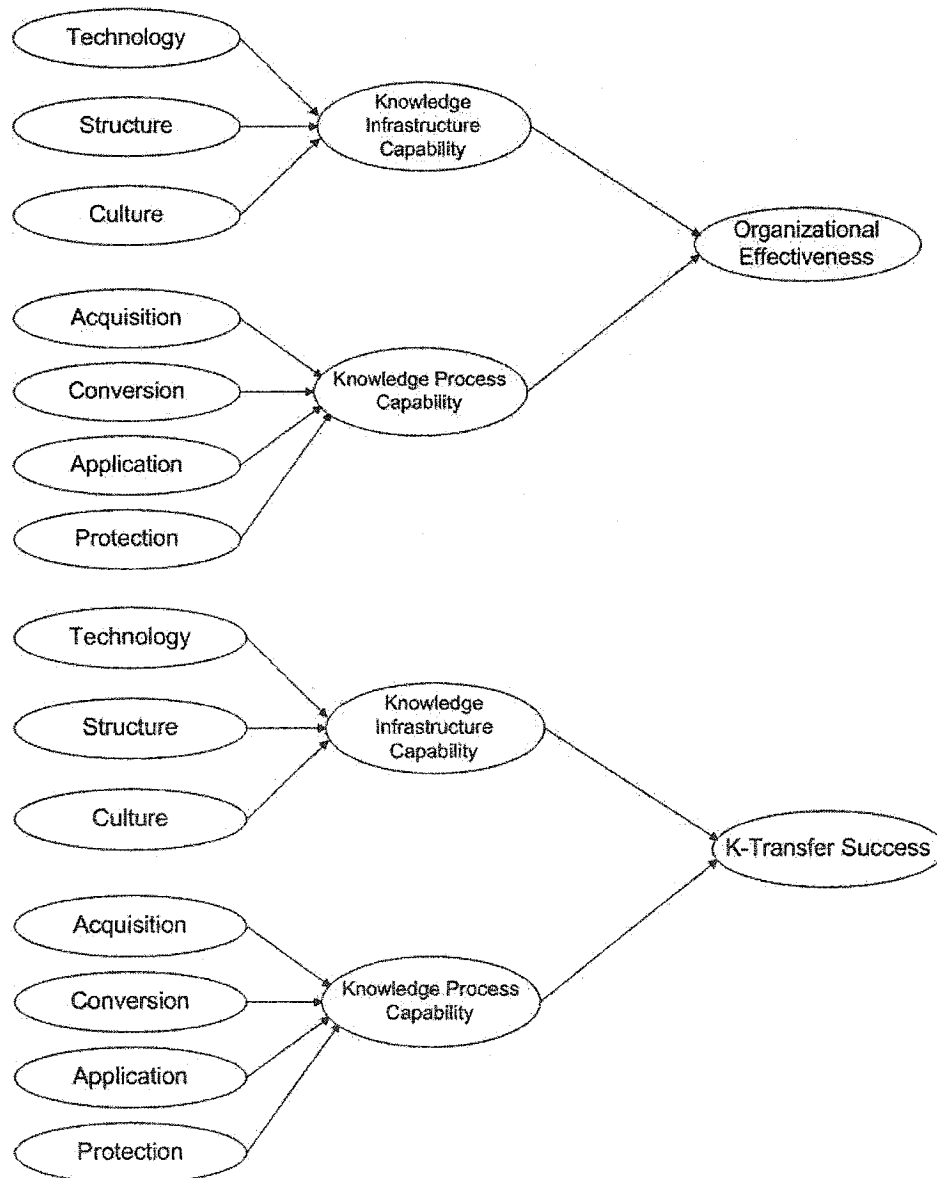 Technology
Structure
Culture
Knowledge
Infrastructure
Capability
Organizational
Effectiveness
Acquisition
Conversion
Application
Protection
Knowledge Process
Capability
Technology
Structure
Culture
Knowledge
Infrastructure
Capability
K-Transfer Success
Acquisition
Conversion
Application
Protection
Knowledge Process
Capability